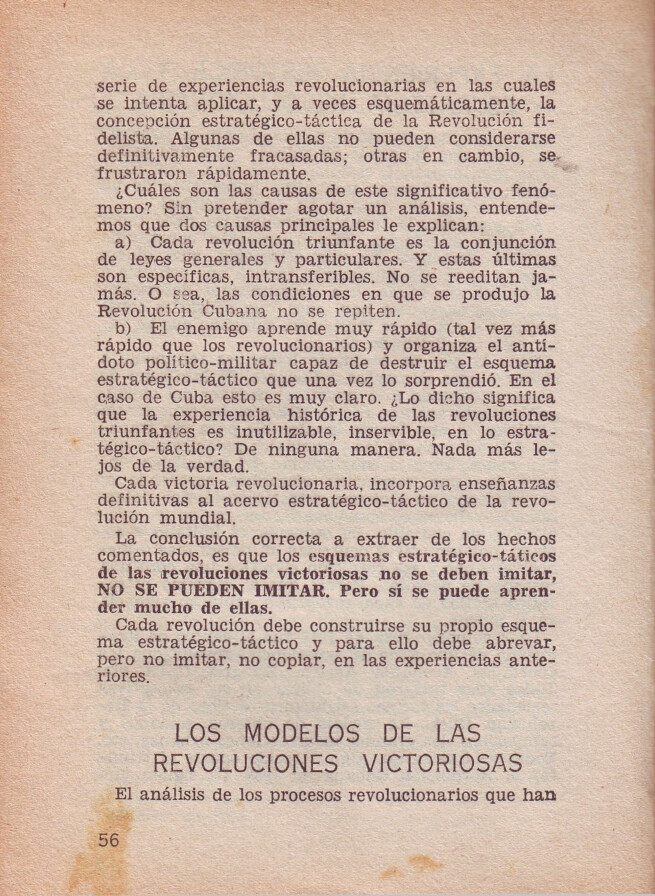 serie de experiencias revolucionarias en las cuales
se intenta aplicar, y a veces esquemáticamente, la
concepción estratégico-táctica de la Revolución fi-
delista. Algunas de ellas no pueden considerarse
definitivamente fracasadas; otras en cambio, se
frustraron rápidamente.
¿Cuáles son las causas de este significativo fenó-
meno? Sin pretender agotar un análisis, entende-
mos que dos causas principales le explican:
a) Cada revolución triunfante es la conjunción
de leyes generales y particulares. Y estas últimas
son específicas, intransferibles. No se reeditan ja-
más. O sea, las condiciones en que se produjo la
Revolución Cubana no se repiten.
b) El enemigo aprende muy rápido (tal vez más
rápido que los revolucionarios) y organiza el antí-
doto político-militar capaz de destruir el esquema
estratégico-táctico que una vez lo sorprendió. En el
caso de Cuba esto es muy claro. ¿Lo dicho significa
que la experiencia histórica de las revoluciones
triunfantes es inutilizable, inservible, en lo estra-
tégico-táctico? De ninguna manera. Nada más le-
jos de la verdad.
Cada victoria revolucionaria, incorpora enseñanzas
definitivas al acervo estratégico-táctico de la revo-
lución mundial.
La conclusión correcta a extraer de los hechos
comentados, es que los esquemas estratégico-táticos
de las revoluciones victoriosas no se deben imitar,
NO SE PUEDEN IMITAR. Pero sí se puede apren-
der mucho de ellas.
Cada revolución debe construirse su propio esque-
ma estratégico-táctico y para ello debe abrevar,
pero no imitar, no copiar, en las experiencias ante-
riores.
LOS MODELOS DE LAS
REVOLUCIONES VICTORIOSAS
El análisis de los procesos revolucionarios que han
56